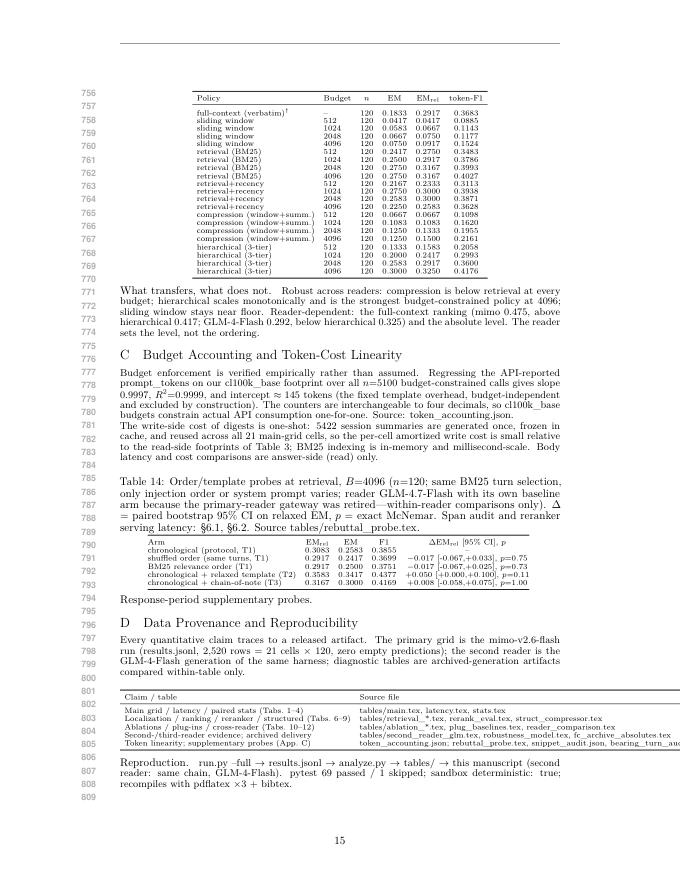 756
757
758
759
760
761
762
763
764
765
766
767
768
769
770
771
772
773
774
775
776
777
778
779
780
781
782
783
784
785
786
787
788
789
790
791
792
793
794
795
796
797
798
799
800
801
802
803
804
805
806
807
808
809
Policy Budget n EM EMrel token-F1
full-context (verbatim)† – 120 0.1833 0.2917 0.3683
sliding window 512 120 0.0417 0.0417 0.0885
sliding window 1024 120 0.0583 0.0667 0.1143
sliding window 2048 120 0.0667 0.0750 0.1177
sliding window 4096 120 0.0750 0.0917 0.1524
retrieval (BM25) 512 120 0.2417 0.2750 0.3483
retrieval (BM25) 1024 120 0.2500 0.2917 0.3786
retrieval (BM25) 2048 120 0.2750 0.3167 0.3993
retrieval (BM25) 4096 120 0.2750 0.3167 0.4027
retrieval+recency 512 120 0.2167 0.2333 0.3113
retrieval+recency 1024 120 0.2750 0.3000 0.3938
retrieval+recency 2048 120 0.2583 0.3000 0.3871
retrieval+recency 4096 120 0.2250 0.2583 0.3628
compression (window+summ.) 512 120 0.0667 0.0667 0.1098
compression (window+summ.) 1024 120 0.1083 0.1083 0.1620
compression (window+summ.) 2048 120 0.1250 0.1333 0.1955
compression (window+summ.) 4096 120 0.1250 0.1500 0.2161
hierarchical (3-tier) 512 120 0.1333 0.1583 0.2058
hierarchical (3-tier) 1024 120 0.2000 0.2417 0.2993
hierarchical (3-tier) 2048 120 0.2583 0.2917 0.3600
hierarchical (3-tier) 4096 120 0.3000 0.3250 0.4176
What transfers, what does not. Robust across readers: compression is below retrieval at every
budget; hierarchical scales monotonically and is the strongest budget-constrained policy at 4096;
sliding window stays near floor. Reader-dependent: the full-context ranking (mimo 0.475, above
hierarchical 0.417; GLM-4-Flash 0.292, below hierarchical 0.325) and the absolute level. The reader
sets the level, not the ordering.
C Budget Accounting and Token-Cost Linearity
Budget enforcement is verified empirically rather than assumed. Regressing the API-reported
prompt_tokens on our cl100k_base footprint over all n=5100 budget-constrained calls gives slope
0.9997, R²=0.9999, and intercept ≈ 145 tokens (the fixed template overhead, budget-independent
and excluded by construction). The counters are interchangeable to four decimals, so cl100k_base
budgets constrain actual API consumption one-for-one. Source: token_accounting.json.
The write-side cost of digests is one-shot: 5422 session summaries are generated once, frozen in
cache, and reused across all 21 main-grid cells, so the per-cell amortized write cost is small relative
to the read-side footprints of Table 3; BM25 indexing is in-memory and millisecond-scale. Body
latency and cost comparisons are answer-side (read) only.
Table 14: Order/template probes at retrieval, B=4096 (n=120; same BM25 turn selection,
only injection order or system prompt varies; reader GLM-4.7-Flash with its own baseline
arm because the primary-reader gateway was retired—within-reader comparisons only). Δ
= paired bootstrap 95% CI on relaxed EM, p = exact McNemar. Span audit and reranker
serving latency: §6.1, §6.2. Source tables/rebuttal_probe.tex.
Arm EMrel EM F1 ΔEMrel [95% CI], p
chronological (protocol, T1) 0.3083 0.2583 0.3855 –
shuffled order (same turns, T1) 0.2917 0.2417 0.3699 −0.017 [-0.067,+0.033], p=0.75
BM25 relevance order (T1) 0.2917 0.2500 0.3751 −0.017 [-0.067,+0.025], p=0.73
chronological + relaxed template (T2) 0.3583 0.3417 0.4377 +0.050 [+0.000,+0.100], p=0.11
chronological + chain-of-note (T3) 0.3167 0.3000 0.4169 +0.008 [-0.058,+0.075], p=1.00
Response-period supplementary probes.
D Data Provenance and Reproducibility
Every quantitative claim traces to a released artifact. The primary grid is the mimo-v2.6-flash
run (results.jsonl, 2,520 rows = 21 cells × 120, zero empty predictions); the second reader is the
GLM-4-Flash generation of the same harness; diagnostic tables are archived-generation artifacts
compared within-table only.
Claim / table Source file
Main grid / latency / paired stats (Tabs. 1–4) tables/main.tex, latency.tex, stats.tex
Localization / ranking / reranker / structured (Tabs. 6–9) tables/retrieval_*.tex, rerank_eval.tex, struct_compressor.tex
Ablations / plug-ins / cross-reader (Tabs. 10–12) tables/ablation_*.tex, plug_baselines.tex, compare.tex
Second-/third-reader evidence; archived delivery tables/second_reader_glm.tex, robustness_model.tex, fc_archive_absolutes.tex
Token linearity; supplementary probes (App. C) token_accounting.json; rebuttal_probe.tex, snippet_audit.json, bearing_turn_aud
Reproduction. run.py –full → results.jsonl → analyze.py → tables/ → this manuscript (second
reader: same chain, GLM-4-Flash). pytest 69 passed / 1 skipped; sandbox deterministic: true;
recompiles with pdflatex ×3 + bibtex.
15